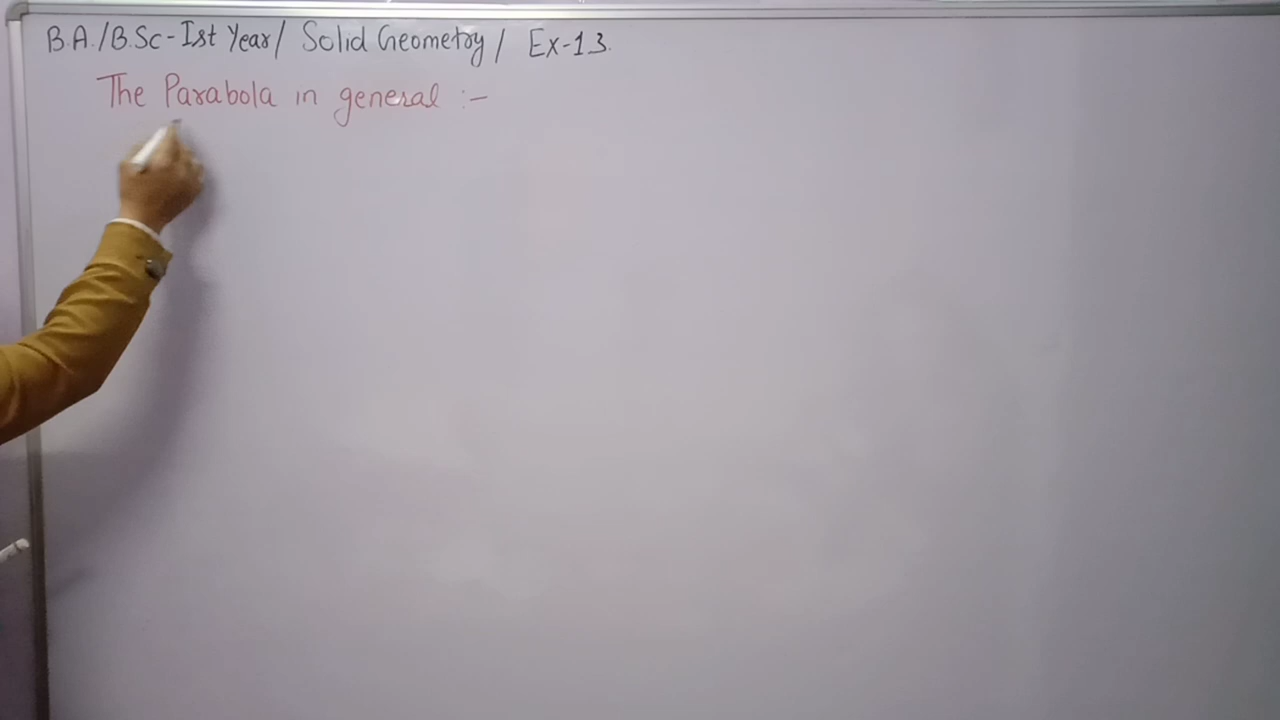 B.A./B.Sc-Ist Year/ Solid Geometry/ Ex-13.
The Parabola in general :-